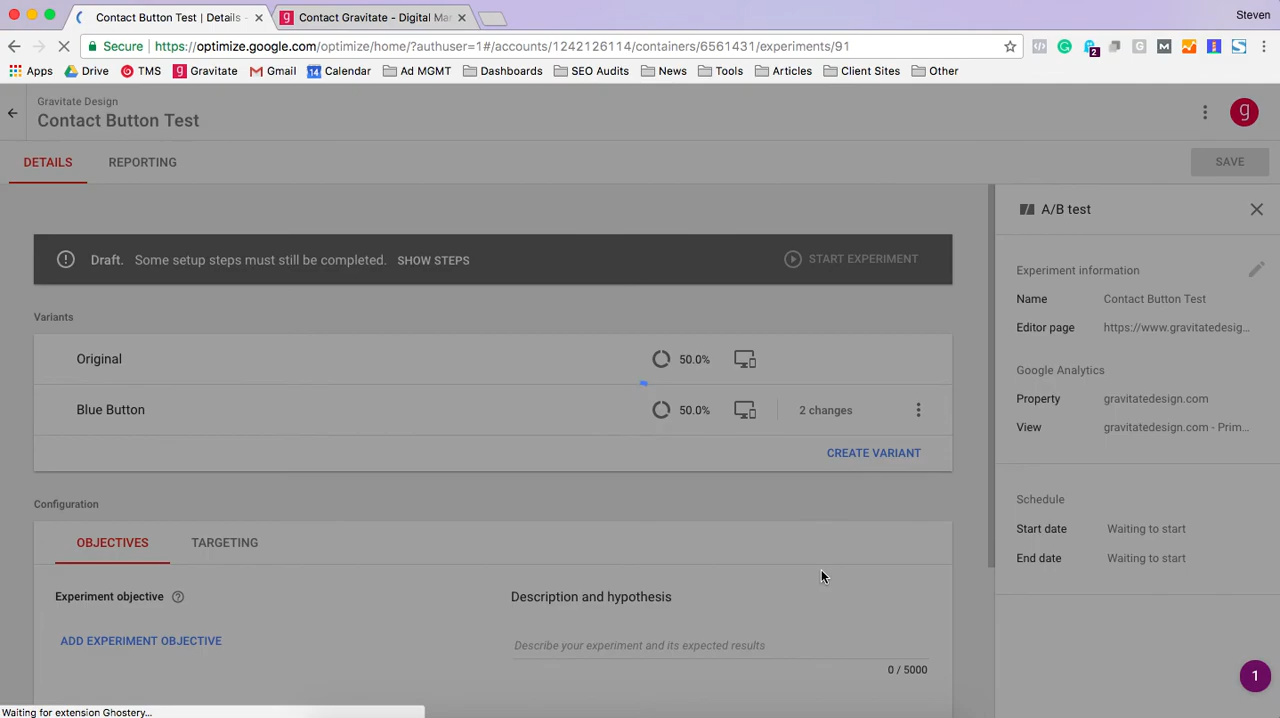 Contact Button Test | Details -
Contact Gravitate - Digital Mar
Steven
Secure | https://optimize.google.com/optimize/home/?authuser=1#/accounts/1242126114/containers/6561431/experiments/91
2
Apps Drive TMS Gravitate Gmail 14 Calendar Ad MGMT Dashboards SEO Audits News Tools Articles Client Sites Other
Gravitate Design
Contact Button Test
g
DETAILS REPORTING
SAVE
A/B test
Draft. Some setup steps must still be completed. SHOW STEPS
START EXPERIMENT
Experiment information
Name Contact Button Test
Editor page https://www.gravitatedesig...
Variants
Original 50.0%
Blue Button 50.0% 2 changes
CREATE VARIANT
Google Analytics
Property gravitatedesign.com
View gravitatedesign.com - Prim...
Configuration
OBJECTIVES TARGETING
Schedule
Start date Waiting to start
End date Waiting to start
Experiment objective ?
Description and hypothesis
ADD EXPERIMENT OBJECTIVE
Describe your experiment and its expected results
0 / 5000
1
Waiting for extension Ghostery...